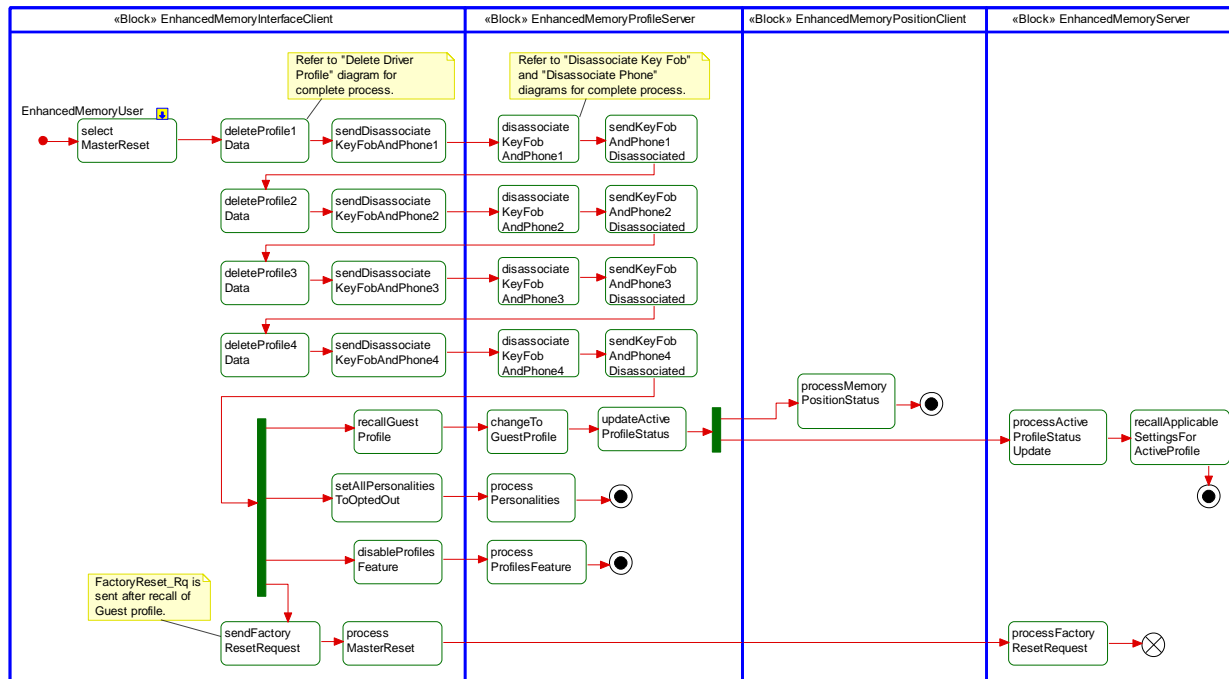 «Block» EnhancedMemoryInterfaceClient
«Block» EnhancedMemoryProfileServer
«Block» EnhancedMemoryPositionClient
«Block» EnhancedMemoryServer
Refer to "Delete Driver
Profile" diagram for
complete process.
Refer to "Disassociate Key Fob"
and "Disassociate Phone"
diagrams for complete process.
EnhancedMemoryUser
select
MasterReset
deleteProfile1
Data
sendDisassociate
KeyFobAndPhone1
disassociate
KeyFob
AndPhone1
sendKeyFob
AndPhone1
Disassociated
deleteProfile2
Data
sendDisassociate
KeyFobAndPhone2
disassociate
KeyFob
AndPhone2
sendKeyFob
AndPhone2
Disassociated
deleteProfile3
Data
sendDisassociate
KeyFobAndPhone3
disassociate
KeyFob
AndPhone3
sendKeyFob
AndPhone3
Disassociated
deleteProfile4
Data
sendDisassociate
KeyFobAndPhone4
disassociate
KeyFob
AndPhone4
sendKeyFob
AndPhone4
Disassociated
processMemory
PositionStatus
recallGuest
Profile
changeTo
GuestProfile
updateActive
ProfileStatus
processActive
ProfileStatus
Update
recallApplicable
SettingsFor
ActiveProfile
setAllPersonalities
ToOptedOut
process
Personalities
disableProfiles
Feature
process
ProfilesFeature
FactoryReset_Rq is
sent after recall of
Guest profile.
sendFactory
ResetRequest
process
MasterReset
processFactory
ResetRequest